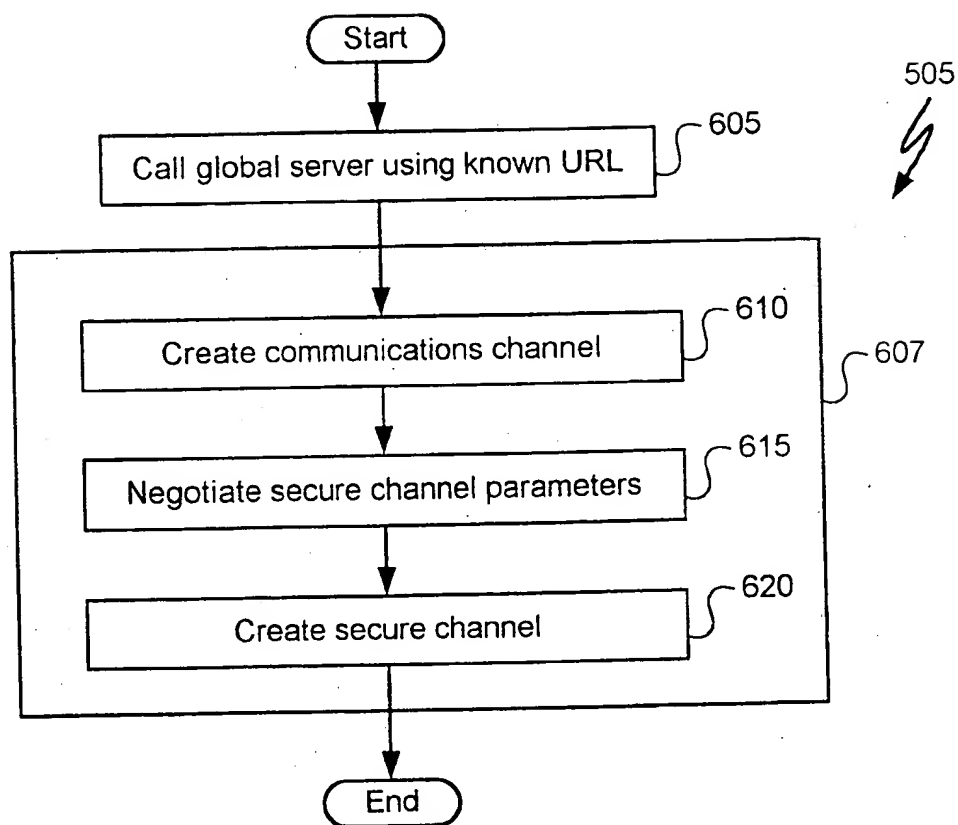 Start
505
605
Call global server using known URL
610
Create communications channel
607
615
Negotiate secure channel parameters
620
Create secure channel
End